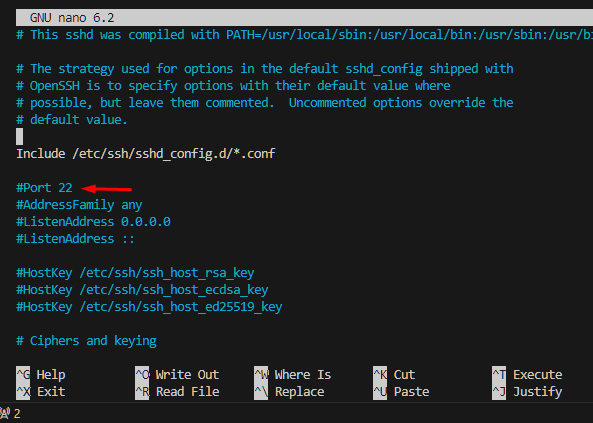 GNU nano 6.2
# This sshd was compiled with PATH=/usr/local/sbin:/usr/local/bin:/usr/sbin:/usr/bi
# The strategy used for options in the default sshd_config shipped with
# OpenSSH is to specify options with their default value where
# possible, but leave them commented.  Uncommented options override the
# default value.
Include /etc/ssh/sshd_config.d/*.conf
#Port 22
#AddressFamily any
#ListenAddress 0.0.0.0
#ListenAddress ::
#HostKey /etc/ssh/ssh_host_rsa_key
#HostKey /etc/ssh/ssh_host_ecdsa_key
#HostKey /etc/ssh/ssh_host_ed25519_key
# Ciphers and keying
^G Help ^O Write Out ^W Where Is ^K Cut ^T Execute
^X Exit ^R Read File ^\ Replace ^U Paste ^J Justify
2